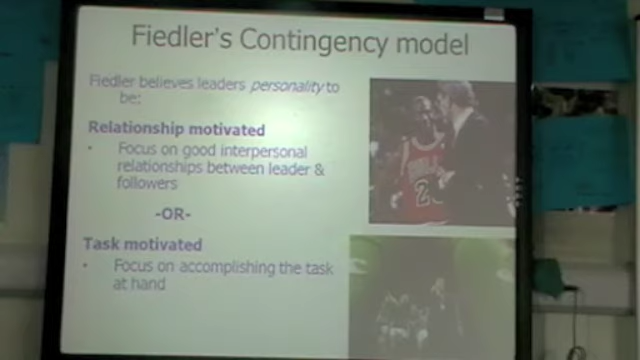 Fiedler's Contingency model
Fiedler believes leaders personality to
be:
Relationship motivated
• Focus on good interpersonal
relationships between leader &
followers
-OR-
Task motivated
• Focus on accomplishing the task
at hand